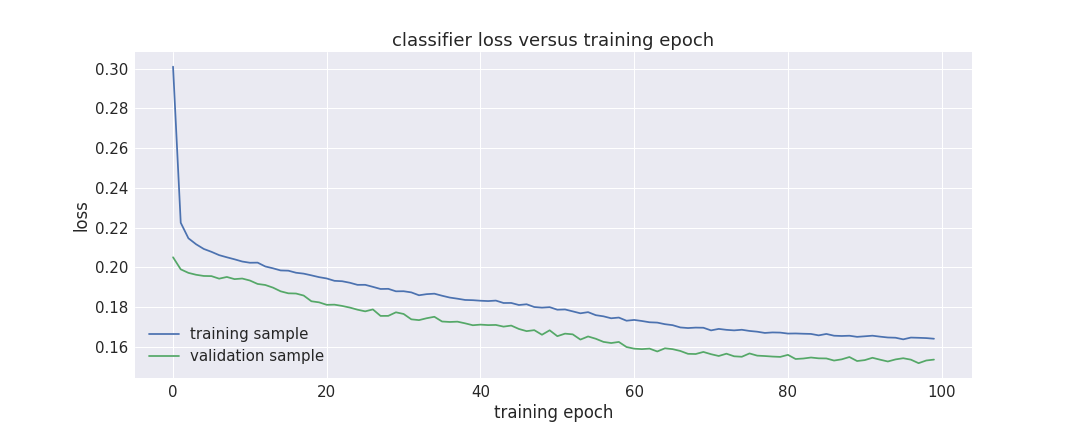 classifier loss versus training epoch
0.30
0.28
0.26
0.24
0.22
0.20
0.18
0.16
loss
training sample
validation sample
0 20 40 60 80 100
training epoch